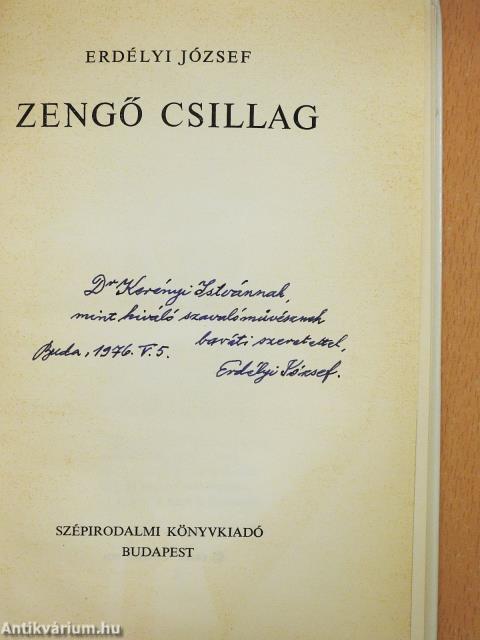 ERDÉLYI JÓZSEF
ZENGŐ CSILLAG
Dr Kerényi Istvánnak,
mint kiváló szavalóművésznek
baráti szeretettel,
Buda, 1976. V. 5.
Erdélyi József.
SZÉPIRODALMI KÖNYVKIADÓ
BUDAPEST
Antikvárium.hu